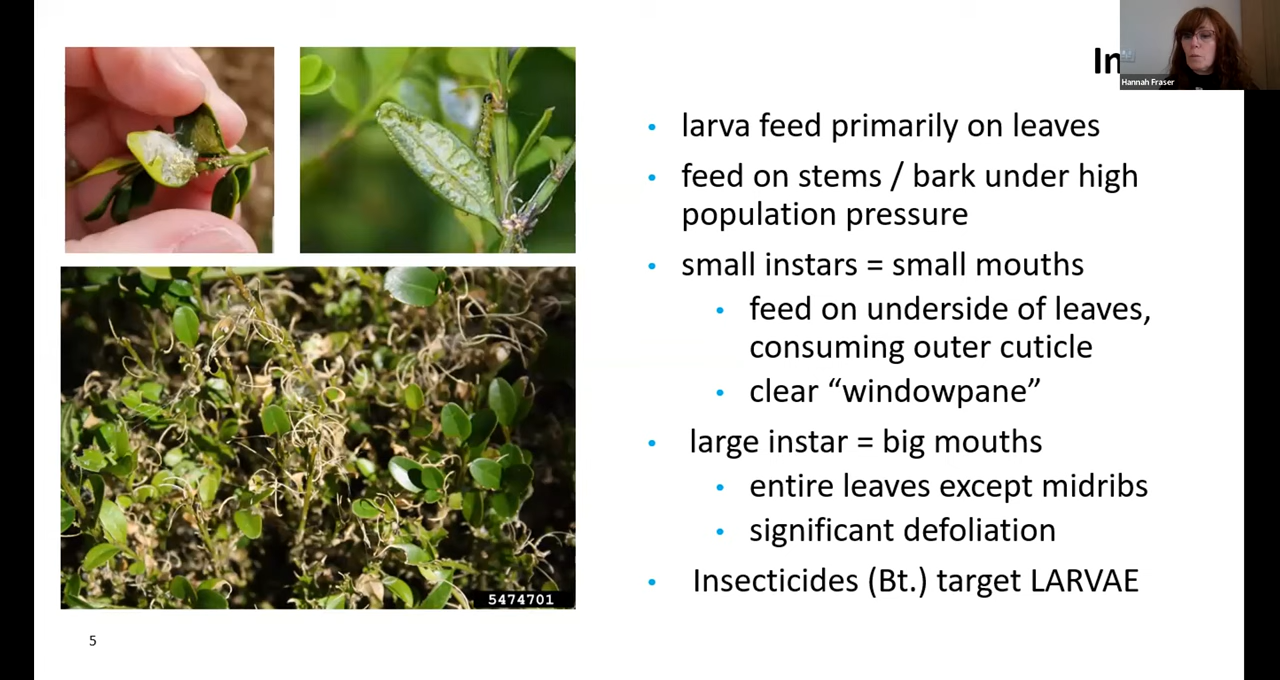 Hannah Fraser
• larva feed primarily on leaves
• feed on stems / bark under high
population pressure
• small instars = small mouths
• feed on underside of leaves,
consuming outer cuticle
• clear “windowpane”
• large instar = big mouths
• entire leaves except midribs
• significant defoliation
• Insecticides (Bt.) target LARVAE
5474701
5